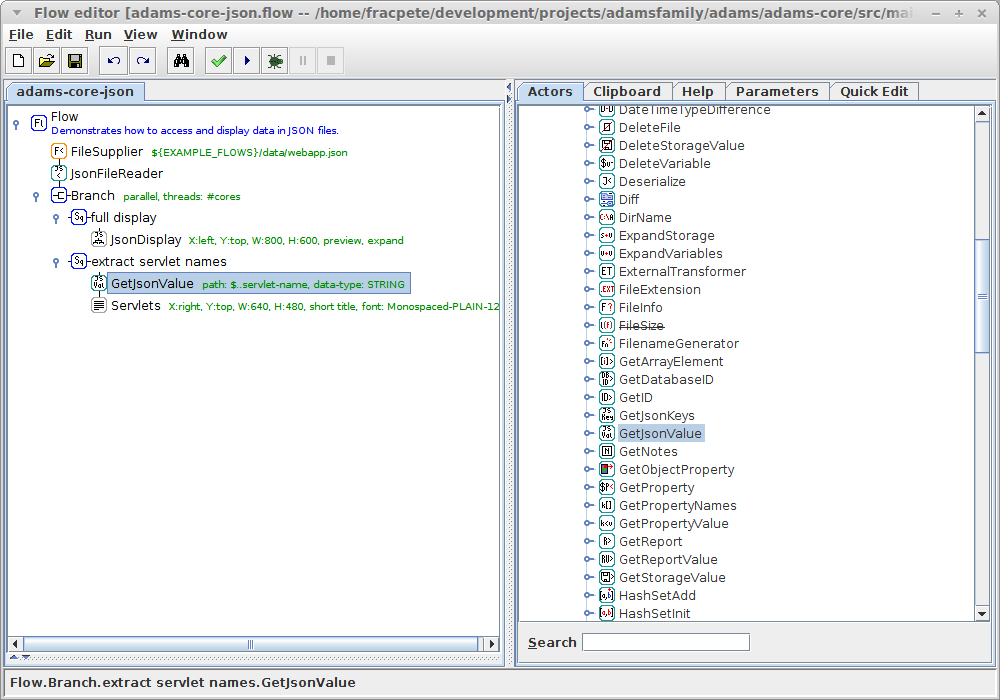 Flow editor [adams-core-json.flow -- /home/fracpete/development/projects/adamsfamily/adams/adams-core/src/mai
File Edit Run View Window
adams-core-json
Flow
Demonstrates how to access and display data in JSON files.
FileSupplier ${EXAMPLE_FLOWS}/data/webapp.json
JsonFileReader
Branch parallel, threads: #cores
full display
JsonDisplay X:left, Y:top, W:800, H:600, preview, expand
extract servlet names
GetJsonValue path: $..servlet-name, data-type: STRING
Servlets X:right, Y:top, W:640, H:480, short title, font: Monospaced-PLAIN-12
Actors Clipboard Help Parameters Quick Edit
DateTimeTypeDifference
DeleteFile
DeleteStorageValue
DeleteVariable
Deserialize
Diff
DirName
ExpandStorage
ExpandVariables
ExternalTransformer
FileExtension
FileInfo
FileSize
FilenameGenerator
GetArrayElement
GetDatabaseID
GetID
GetJsonKeys
GetJsonValue
GetNotes
GetObjectProperty
GetProperty
GetPropertyNames
GetPropertyValue
GetReport
GetReportValue
GetStorageValue
HashSetAdd
HashSetInit
Search
Flow.Branch.extract servlet names.GetJsonValue